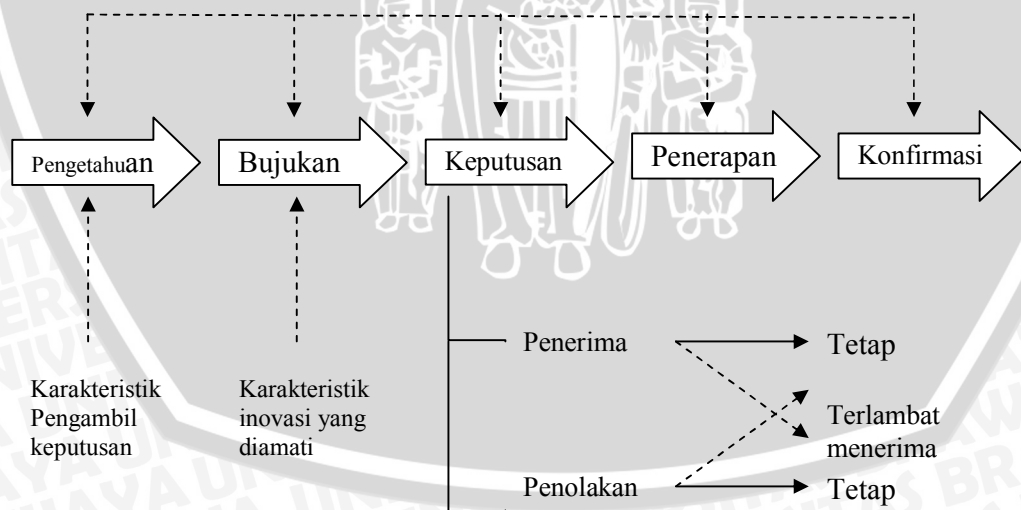 Pengetahuan
Bujukan
Keputusan
Penerapan
Konfirmasi
Penerima
Tetap
Karakteristik
Pengambil
keputusan
Karakteristik
inovasi yang
diamati
Terlambat
menerima
Penolakan
Tetap